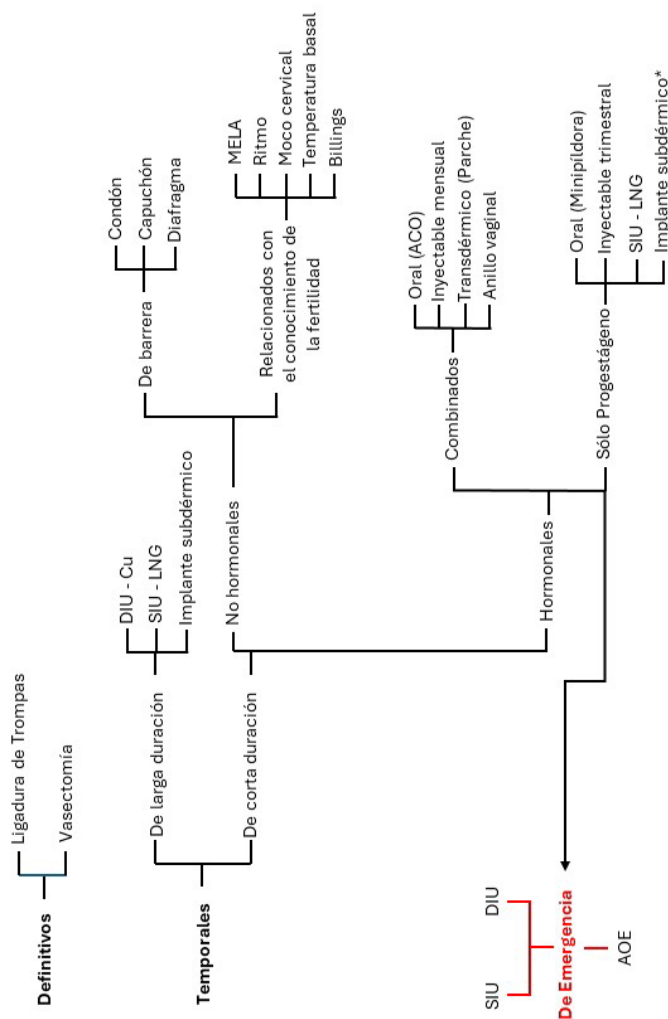 Definitivos
Ligadura de Trompas
Vasectomía
Temporales
De larga duración
DIU - Cu
SIU - LNG
Implante subdérmico
De corta duración
No hormonales
De barrera
Condón
Capuchón
Diafragma
Relacionados con
el conocimiento de
la fertilidad
MELA
Ritmo
Moco cervical
Temperatura basal
Billings
Hormonales
Combinados
Oral (ACO)
Inyectable mensual
Transdérmico (Parche)
Anillo vaginal
Sólo Progestágeno
Oral (Minipíldora)
Inyectable trimestral
SIU - LNG
Implante subdérmico*
SIU
DIU
De Emergencia
AOE